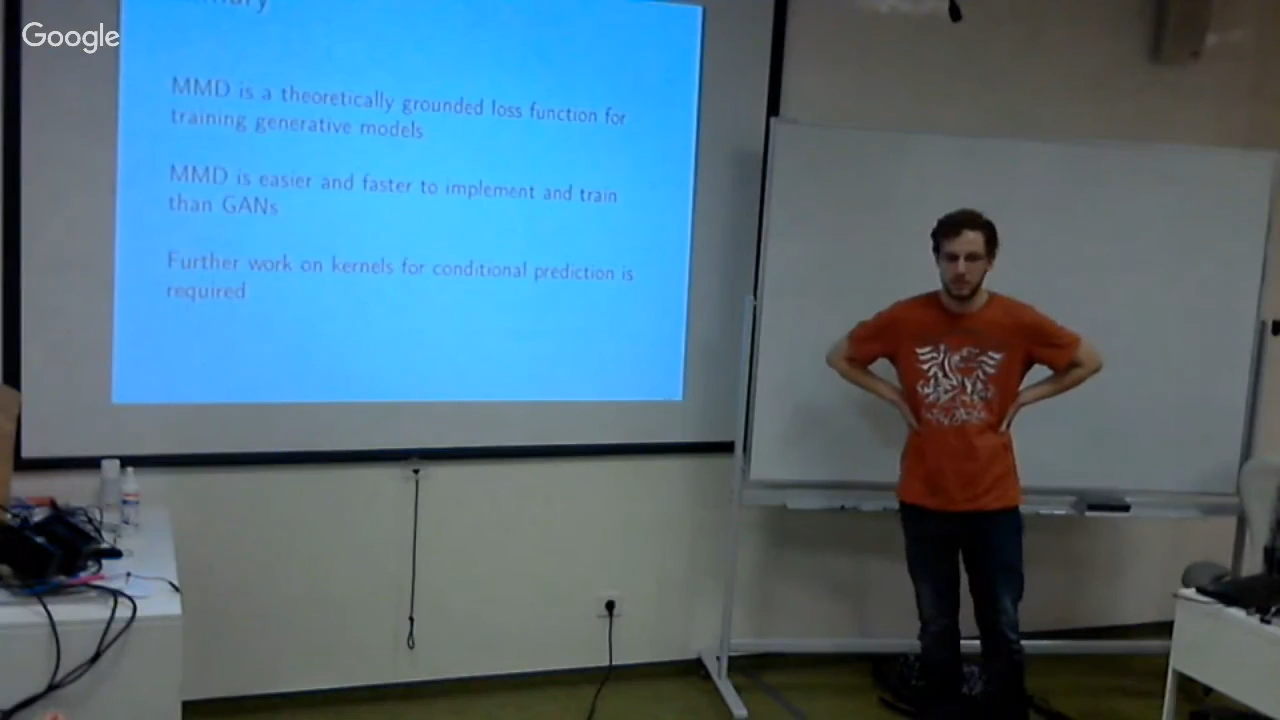 Google
MMD is a theoretically grounded loss function for
training generative models
MMD is easier and faster to implement and train
than GANs
Further work on kernels for conditional prediction is
required